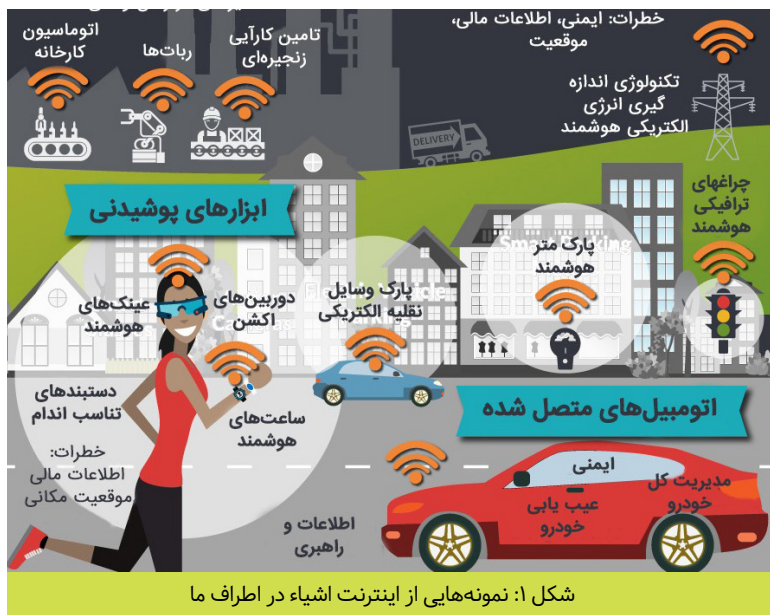 خطرات: ایمنی، اطلاعات مالی،
موقعیت
اتوماسیون
کارخانه
ربات‌ها
تامین کارآیی
زنجیره‌ای
تکنولوژی اندازه
گیری انرژی
الکتریکی هوشمند
DELIVERY
چراغهای
ترافیکی
هوشمند
ابزارهای پوشیدنی
پارک متر
هوشمند
پارک وسایل
نقلیه الکتریکی
دوربین‌های
اکشن
عینک‌های
هوشمند
دستبندهای
تناسب اندام
ساعت‌های
هوشمند
خطرات:
اطلاعات مالی
موقعیت مکانی
اتومبیل‌های متصل شده
ایمنی
مدیریت کل
خودرو
عیب یابی
خودرو
اطلاعات و
راهبری
شکل ۱: نمونه‌هایی از اینترنت اشیاء در اطراف ما